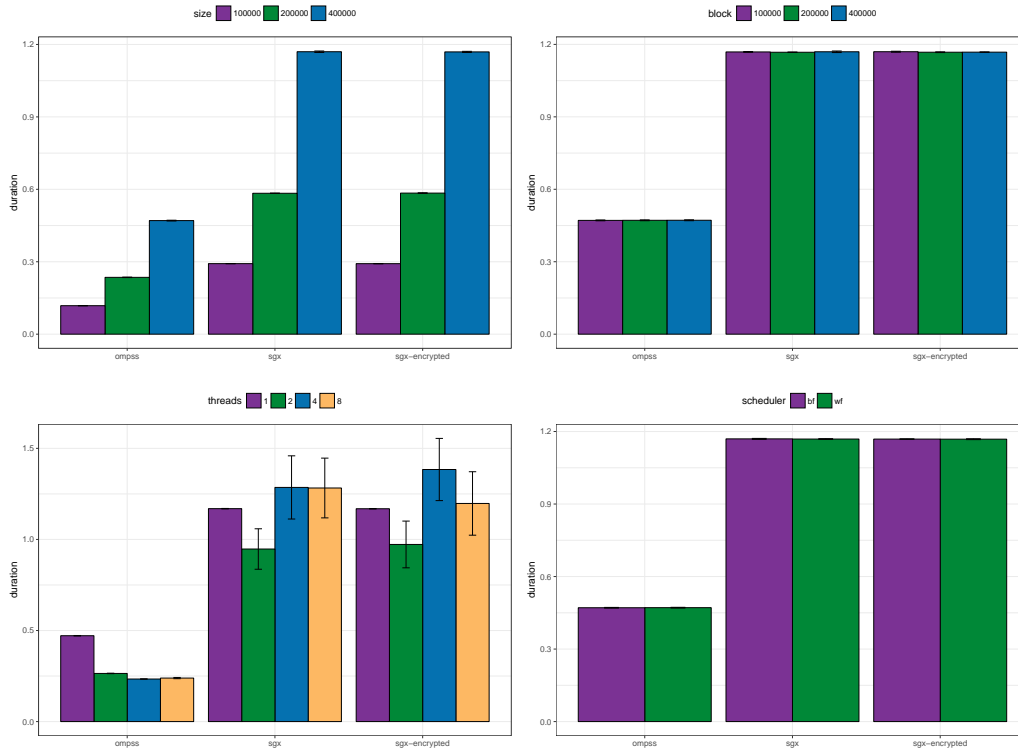 size 100000 200000 400000
duration
1.2
0.9
0.6
0.3
0.0
ompss sgx sgx-encrypted
block 100000 200000 400000
duration
1.2
0.9
0.6
0.3
0.0
ompss sgx sgx-encrypted
threads 1 2 4 8
duration
1.5
1.0
0.5
0.0
ompss sgx sgx-encrypted
scheduler bf wf
duration
1.2
0.9
0.6
0.3
0.0
ompss sgx sgx-encrypted